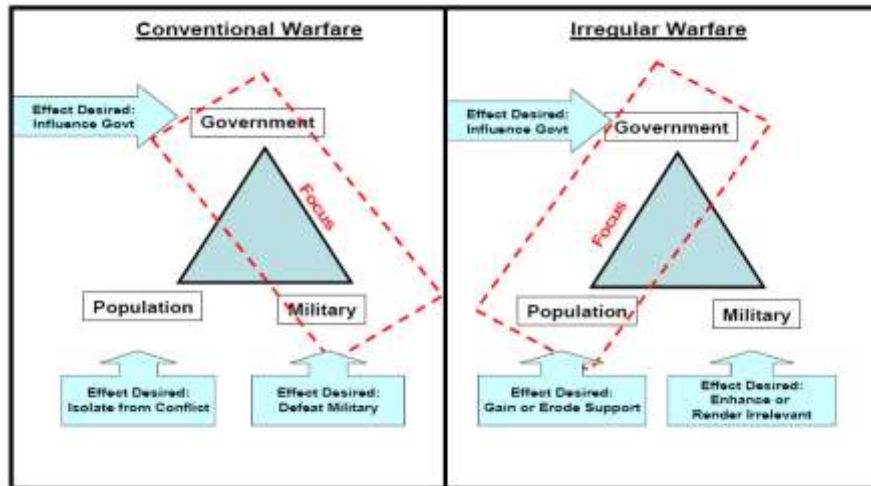 Conventional Warfare
Effect Desired:
Influence Govt
Government
Focus
Population
Military
Effect Desired:
Isolate from Conflict
Effect Desired:
Defeat Military
Irregular Warfare
Effect Desired:
Influence Govt
Government
Focus
Population
Military
Effect Desired:
Gain or Erode Support
Effect Desired:
Enhance or
Render Irrelevant